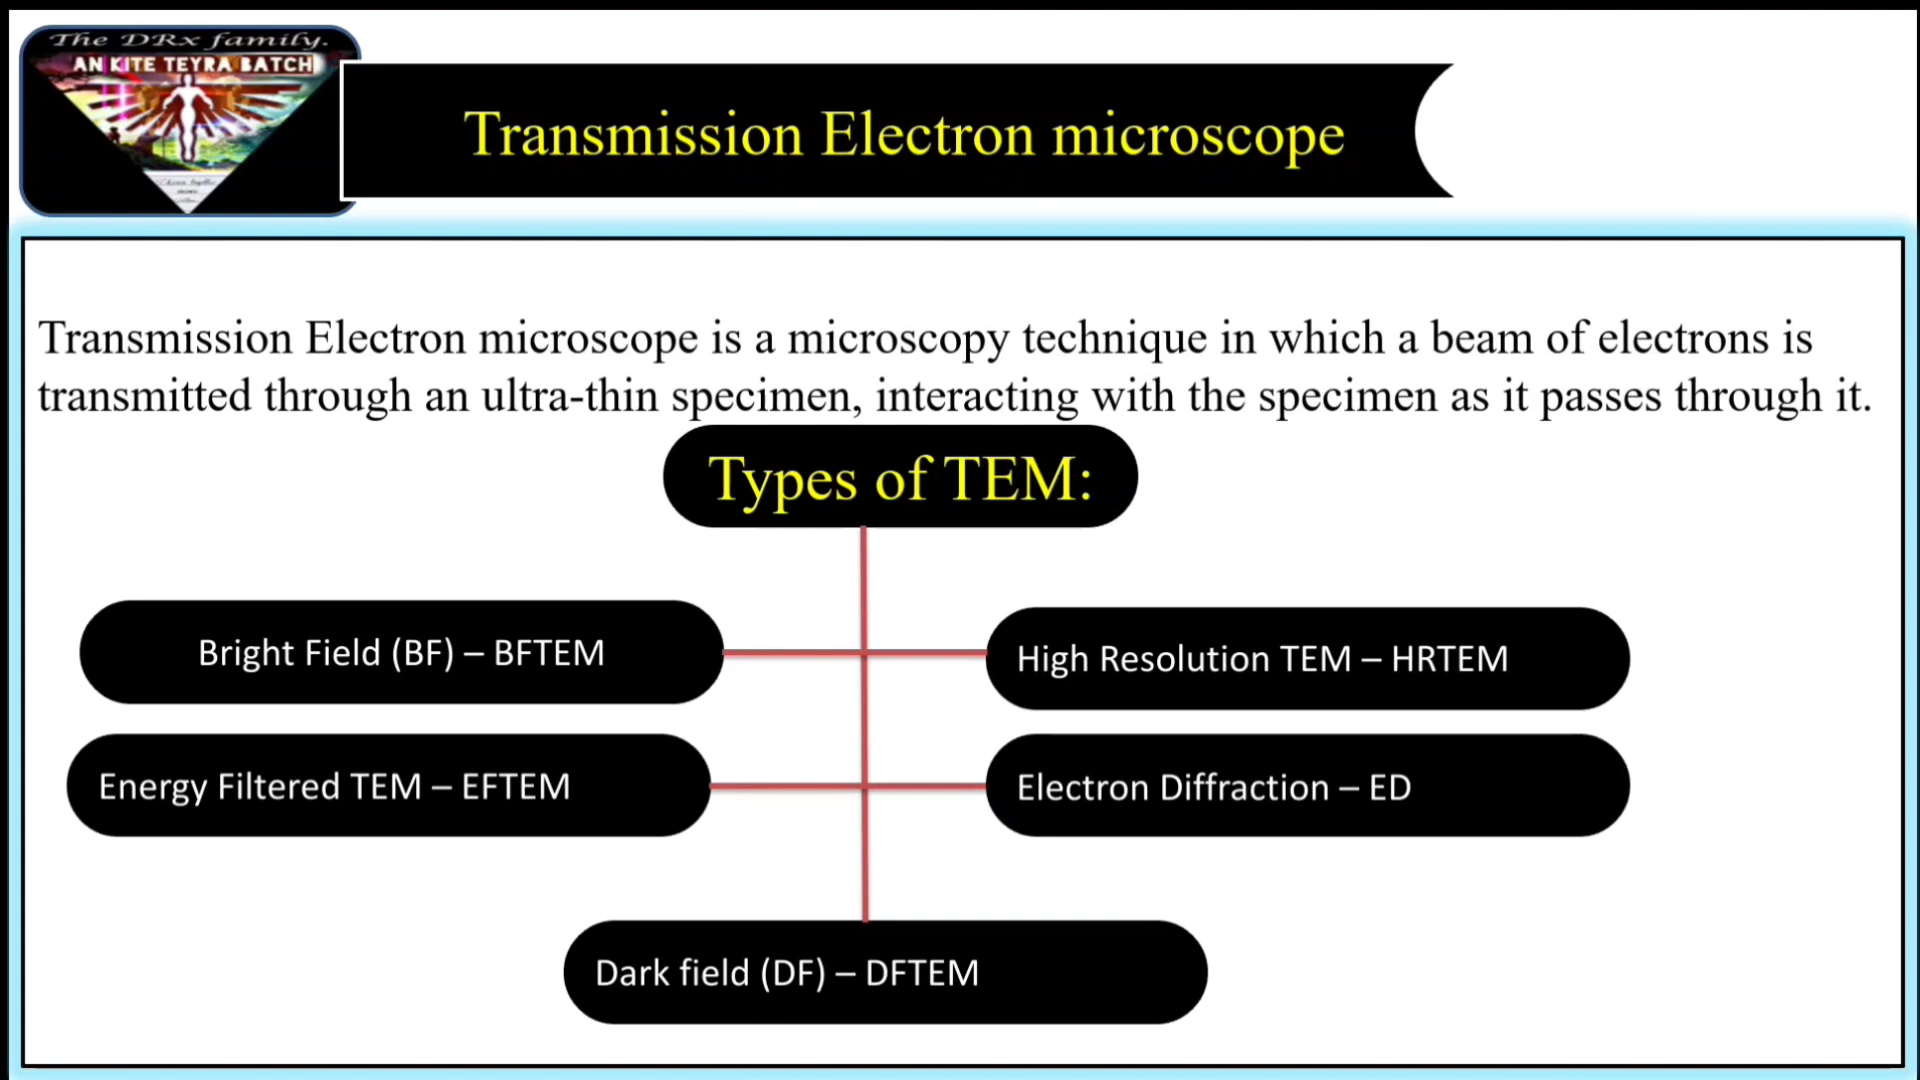 The DRx family.
AN KITE TEYRA BATCH
Transmission Electron microscope
Transmission Electron microscope is a microscopy technique in which a beam of electrons is
transmitted through an ultra-thin specimen, interacting with the specimen as it passes through it.
Types of TEM:
Bright Field (BF) – BFTEM
High Resolution TEM – HRTEM
Energy Filtered TEM – EFTEM
Electron Diffraction – ED
Dark field (DF) – DFTEM